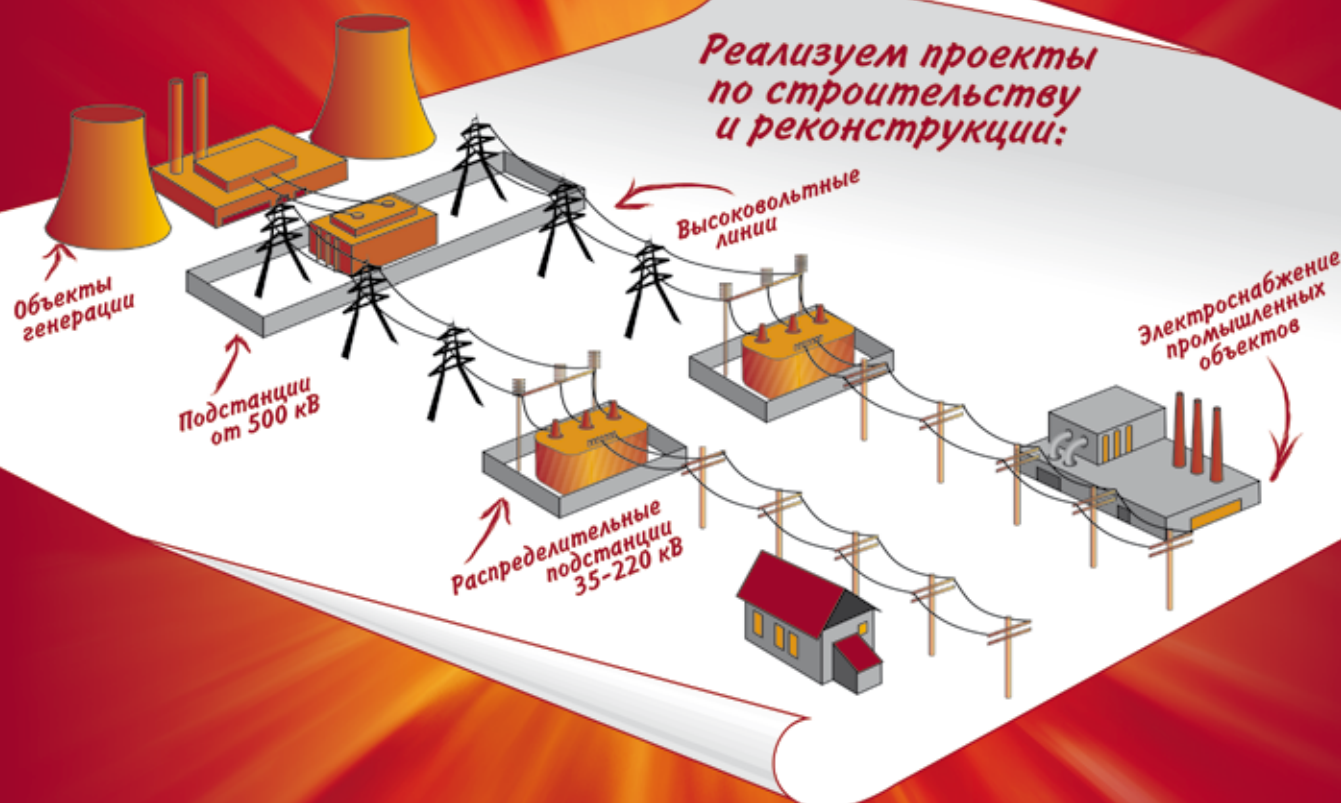 Реализуем проекты
по строительству
и реконструкции:
Высоковольтные
линии
Объекты
генерации
Электроснабжение
промышленных
объектов
Подстанции
от 500 кВ
Распределительные
подстанции
35-220 кВ